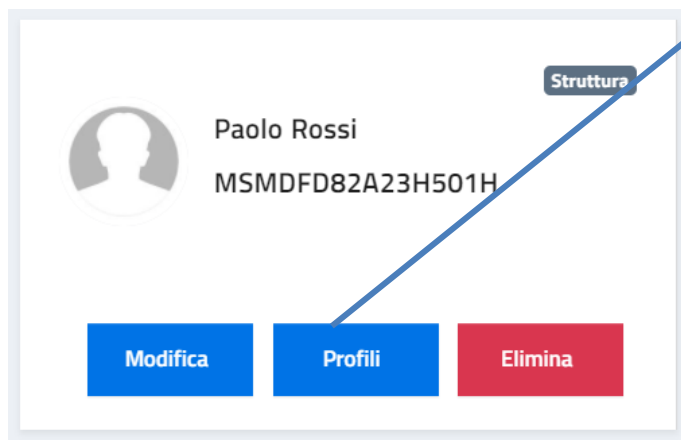 Struttura
Paolo Rossi
MSMDFD82A23H501H
Modifica
Profili
Elimina